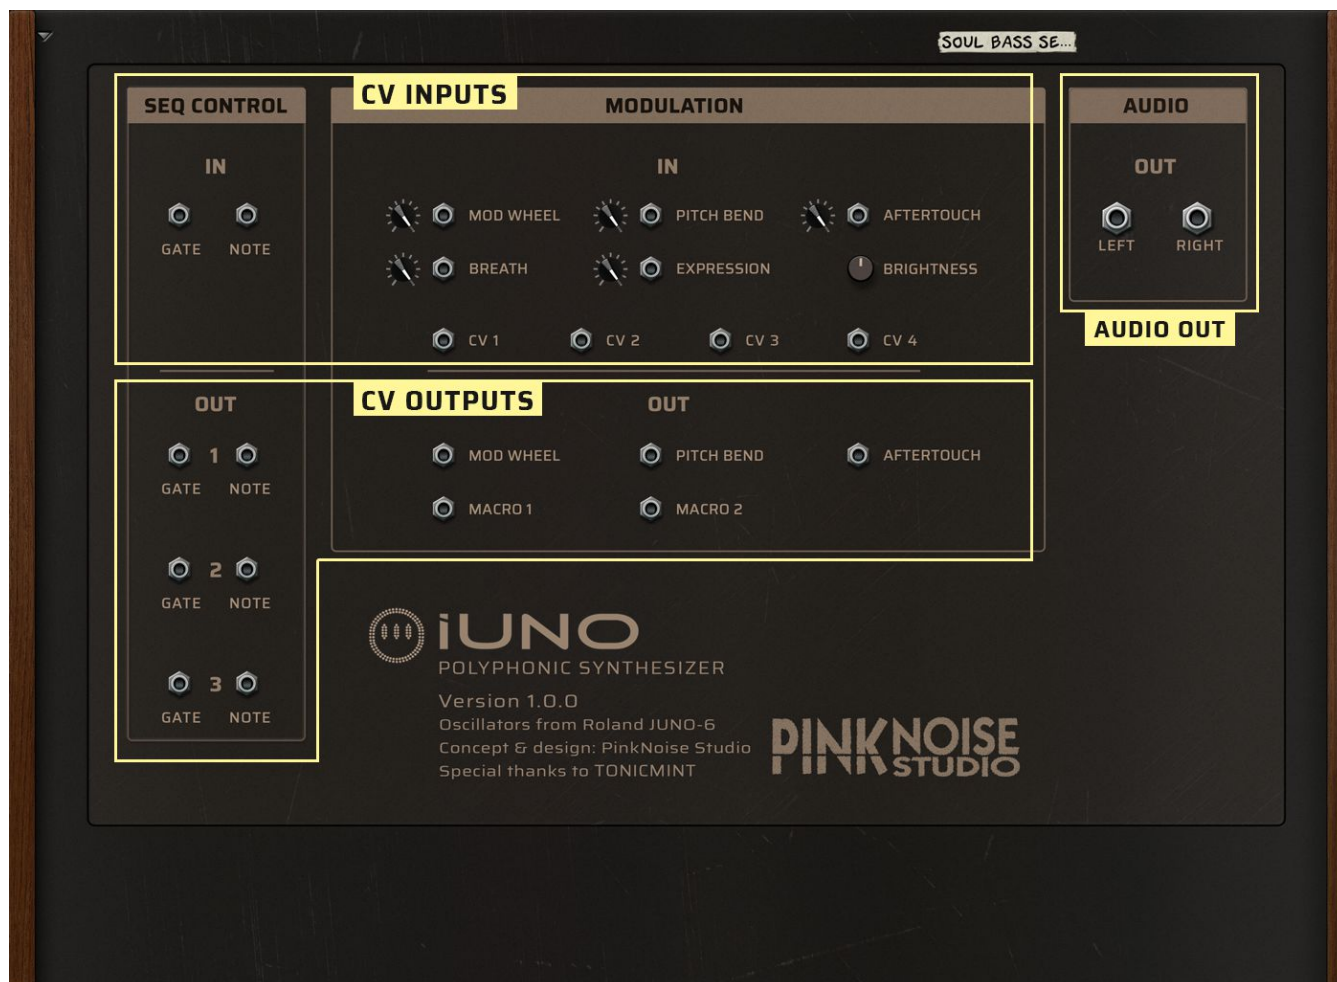 SOUL BASS SE...
CV INPUTS
SEQ CONTROL
IN
GATE NOTE
MODULATION
IN
MOD WHEEL PITCH BEND AFTERTOUCH
BREATH EXPRESSION BRIGHTNESS
CV 1 CV 2 CV 3 CV 4
AUDIO
OUT
LEFT RIGHT
AUDIO OUT
CV OUTPUTS
OUT
1
GATE NOTE
2
GATE NOTE
3
GATE NOTE
OUT
MOD WHEEL PITCH BEND AFTERTOUCH
MACRO 1 MACRO 2
iUNO
POLYPHONIC SYNTHESIZER
Version 1.0.0
Oscillators from Roland JUNO-6
Concept & design: PinkNoise Studio
Special thanks to TONICMINT
PINKNOISE
STUDIO